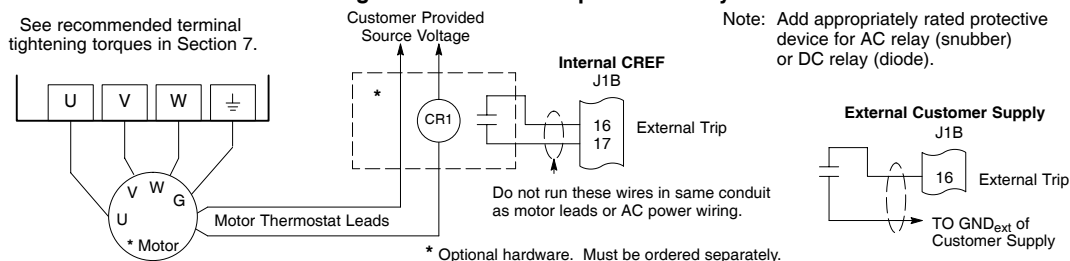 See recommended terminal
tightening torques in Section 7.
U V W
V W G
U
* Motor
Motor Thermostat Leads
Customer Provided
Source Voltage
*
CR1
Internal CREF
J1B
16
17
External Trip
Do not run these wires in same conduit
as motor leads or AC power wiring.
* Optional hardware. Must be ordered separately.
Note: Add appropriately rated protective
device for AC relay (snubber)
or DC relay (diode).
External Customer Supply
J1B
16
External Trip
TO GNDext of
Customer Supply